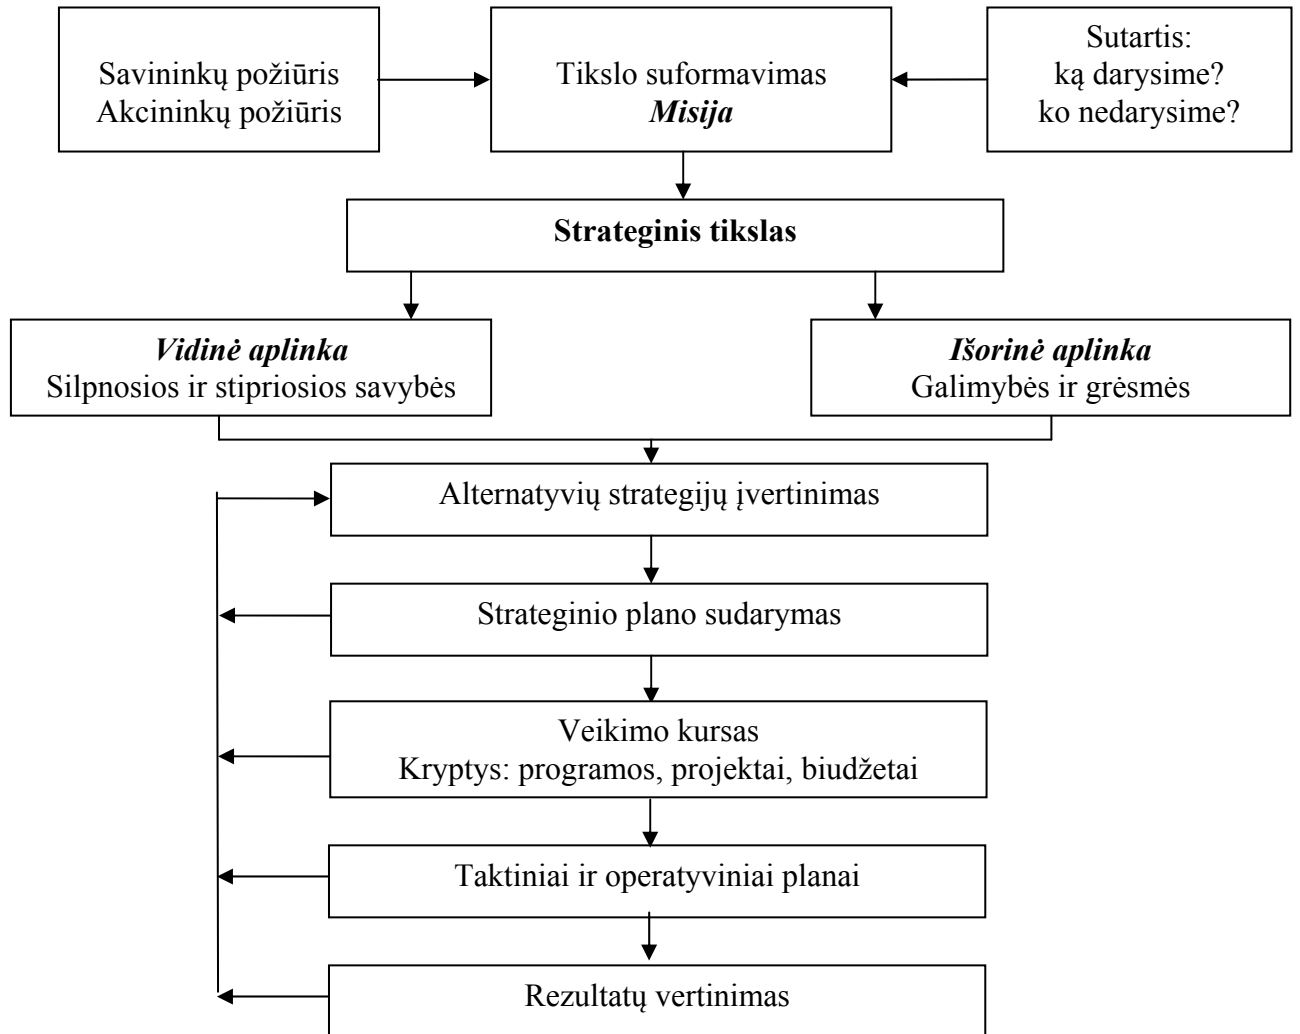 Savininkų požiūris
Akcininkų požiūris
Tikslo suformavimas
Misija
Sutartis:
ką darysime?
ko nedarysime?
Strateginis tikslas
Vidinė aplinka
Silpnosios ir stipriosios savybės
Išorinė aplinka
Galimybės ir grėsmės
Alternatyvių strategijų įvertinimas
Strateginio plano sudarymas
Veikimo kursas
Kryptys: programos, projektai, biudžetai
Taktiniai ir operatyviniai planai
Rezultatų vertinimas